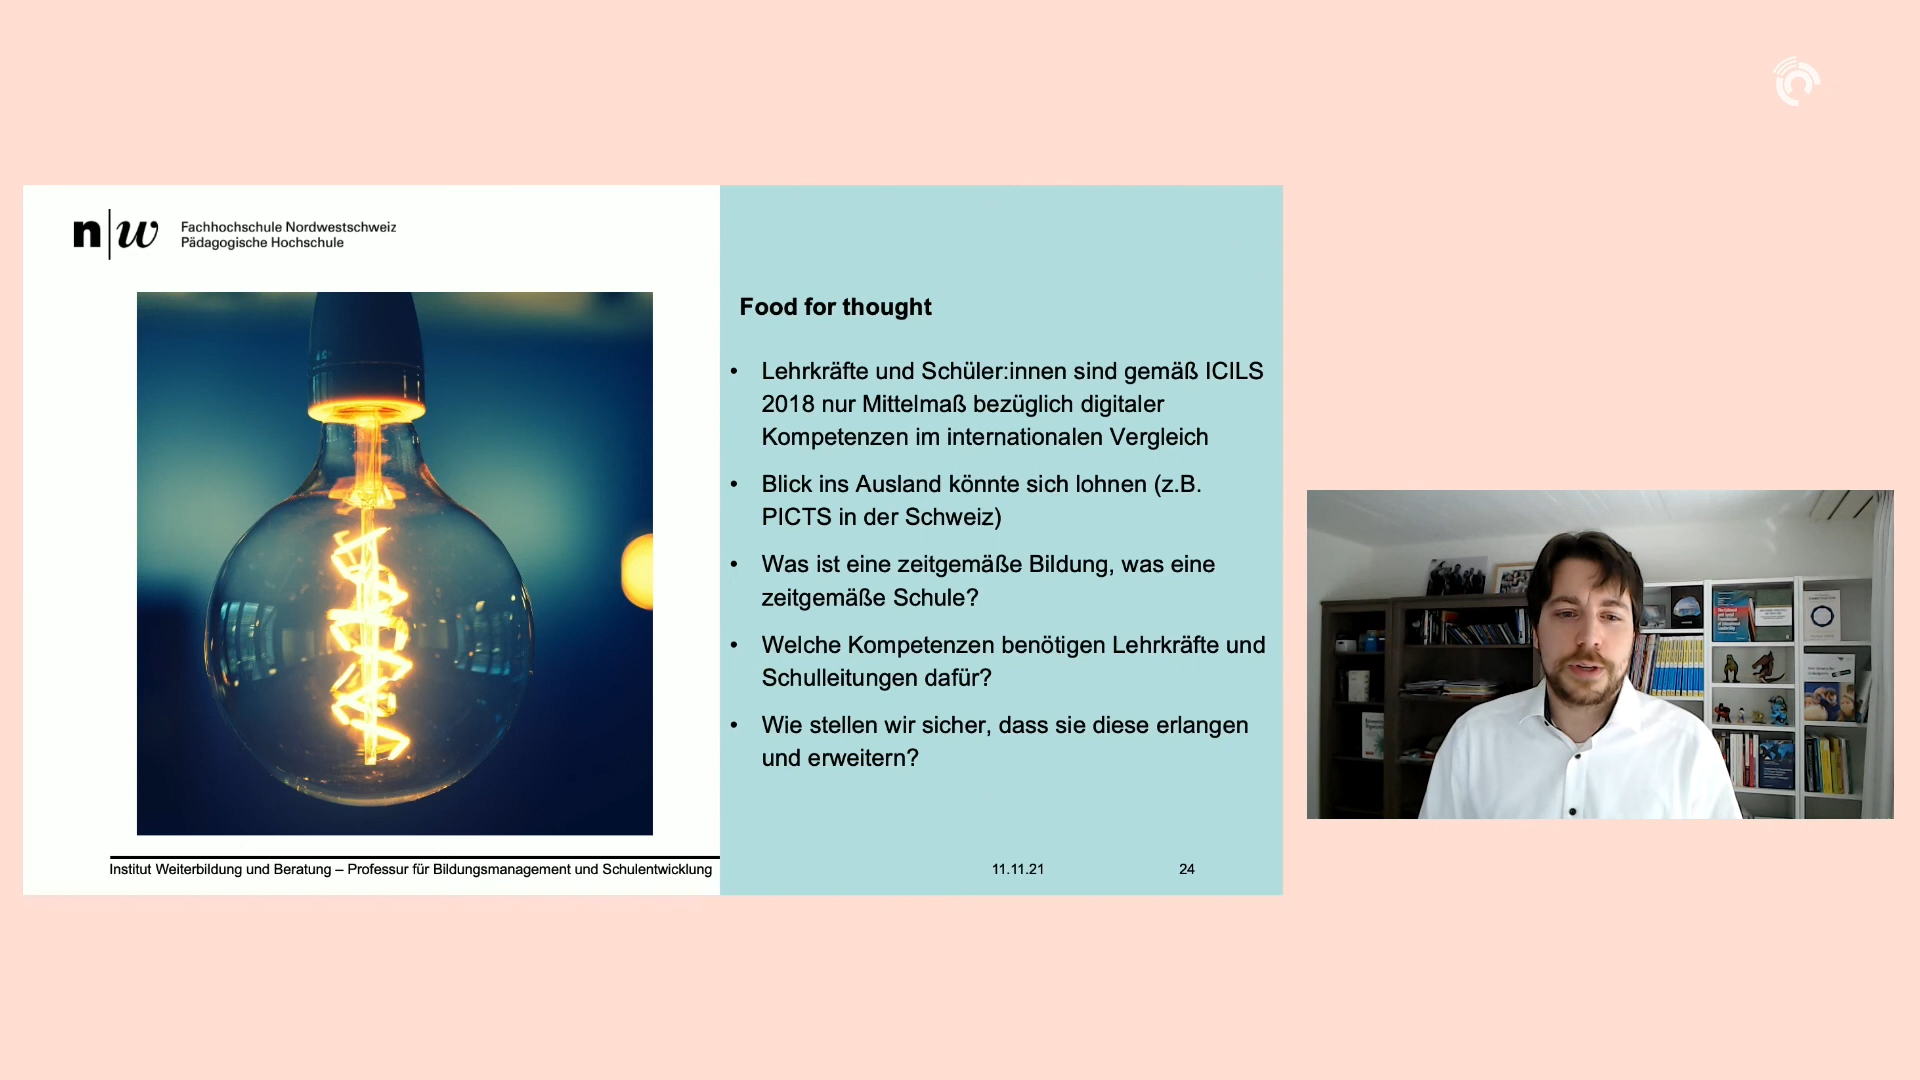 n|w
Fachhochschule Nordwestschweiz
Pädagogische Hochschule
Food for thought
• Lehrkräfte und Schüler:innen sind gemäß ICILS
2018 nur Mittelmaß bezüglich digitaler
Kompetenzen im internationalen Vergleich
• Blick ins Ausland könnte sich lohnen (z.B.
PICTS in der Schweiz)
• Was ist eine zeitgemäße Bildung, was eine
zeitgemäße Schule?
• Welche Kompetenzen benötigen Lehrkräfte und
Schulleitungen dafür?
• Wie stellen wir sicher, dass sie diese erlangen
und erweitern?
Institut Weiterbildung und Beratung – Professur für Bildungsmanagement und Schulentwicklung
11.11.21
24